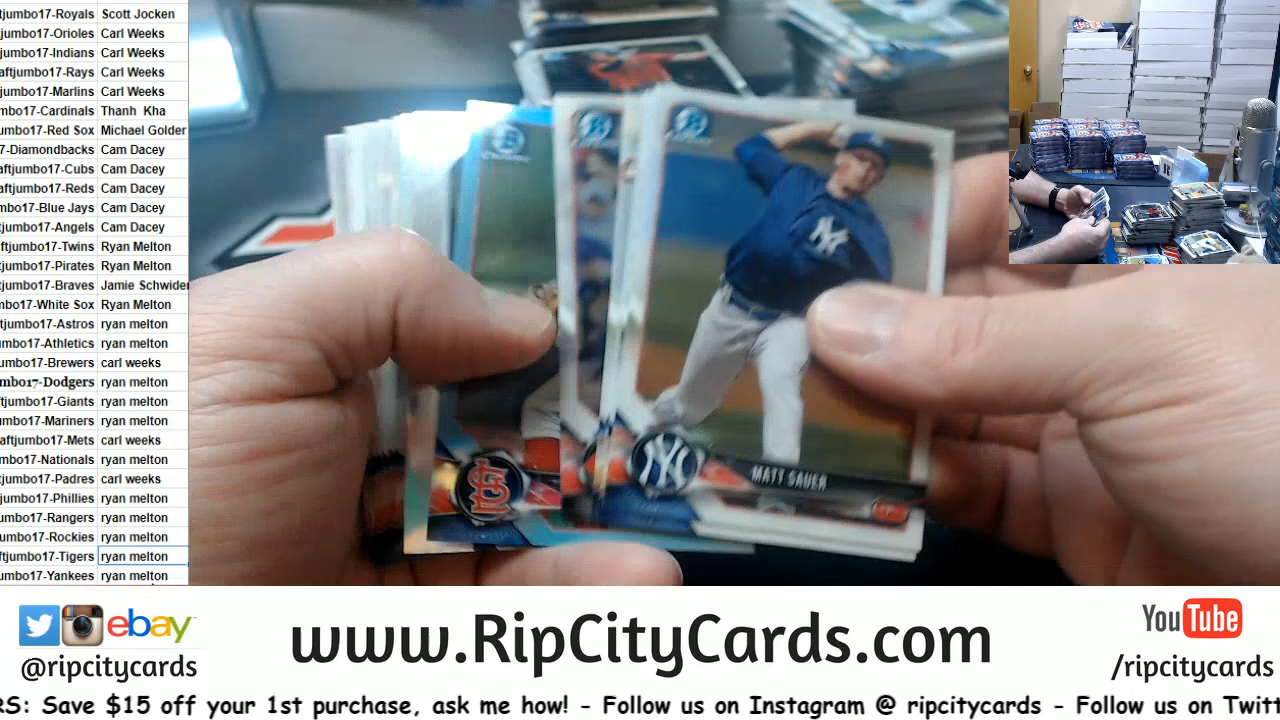 tjumbo17-Royals Scott Jocken
jumbo17-Orioles Carl Weeks
jumbo17-Indians Carl Weeks
aftjumbo17-Rays Carl Weeks
jumbo17-Marlins Carl Weeks
mbo17-Cardinals Thanh Kha
umbo17-Red Sox Michael Golder
7-Diamondbacks Cam Dacey
aftjumbo17-Cubs Cam Dacey
aftjumbo17-Reds Cam Dacey
mbo17-Blue Jays Cam Dacey
jumbo17-Angels Cam Dacey
ftjumbo17-Twins Ryan Melton
jumbo17-Pirates Ryan Melton
jumbo17-Braves Jamie Schwider
mbo17-White Sox Ryan Melton
tjumbo17-Astros ryan melton
umbo17-Athletics ryan melton
umbo17-Brewers carl weeks
mbo17-Dodgers ryan melton
jumbo17-Giants ryan melton
umbo17-Mariners ryan melton
aftjumbo17-Mets carl weeks
mbo17-Nationals ryan melton
jumbo17-Padres carl weeks
jumbo17-Phillies ryan melton
umbo17-Rangers ryan melton
umbo17-Rockies ryan melton
ftjumbo17-Tigers ryan melton
umbo17-Yankees ryan melton
B CHROME
NY
NY
MATT SAUER
ebay
@ripcitycards
www.RipCityCards.com
YouTube
/ripcitycards
RS: Save $15 off your 1st purchase, ask me how! - Follow us on Instagram @ ripcitycards - Follow us on Twitt